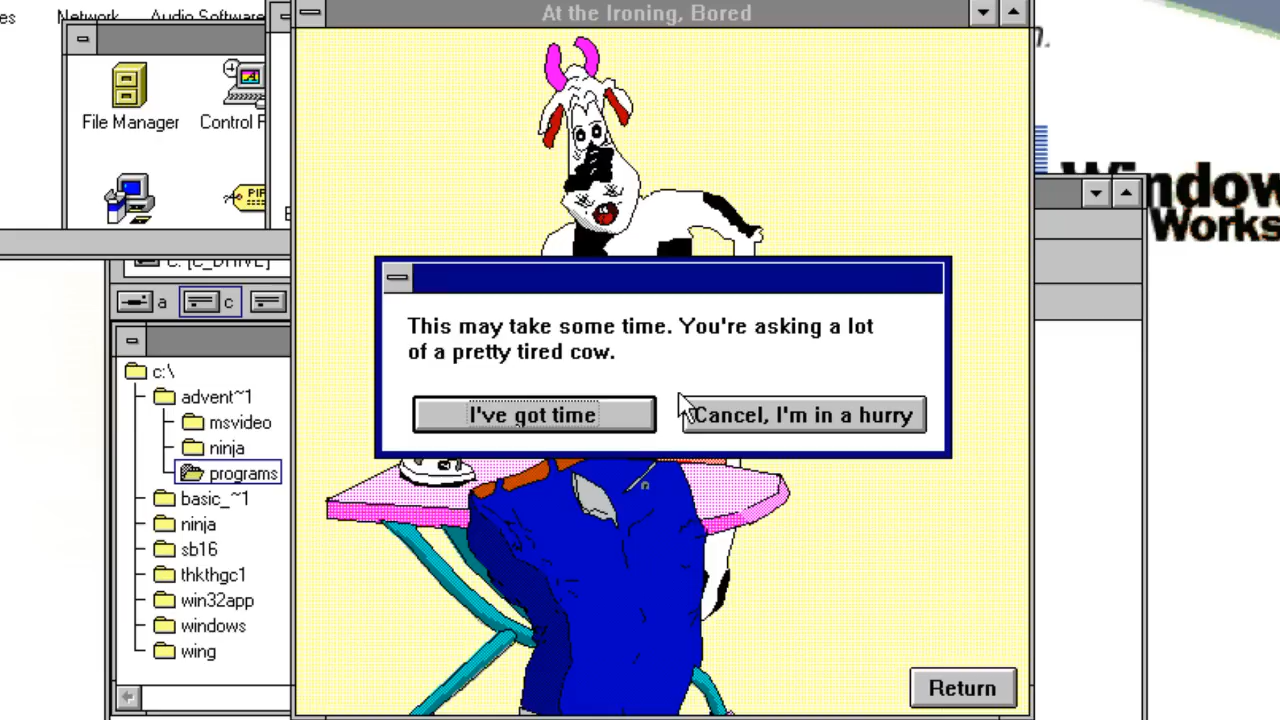 Network
Audio Software
At the Ironing, Bored
File Manager
Control
a
c
This may take some time. You're asking a lot
of a pretty tired cow.
I've got time
Cancel, I'm in a hurry
c:\
advent~1
msvideo
ninja
programs
basic_~1
ninja
sb16
thkthgc1
win32app
windows
wing
Return
Works